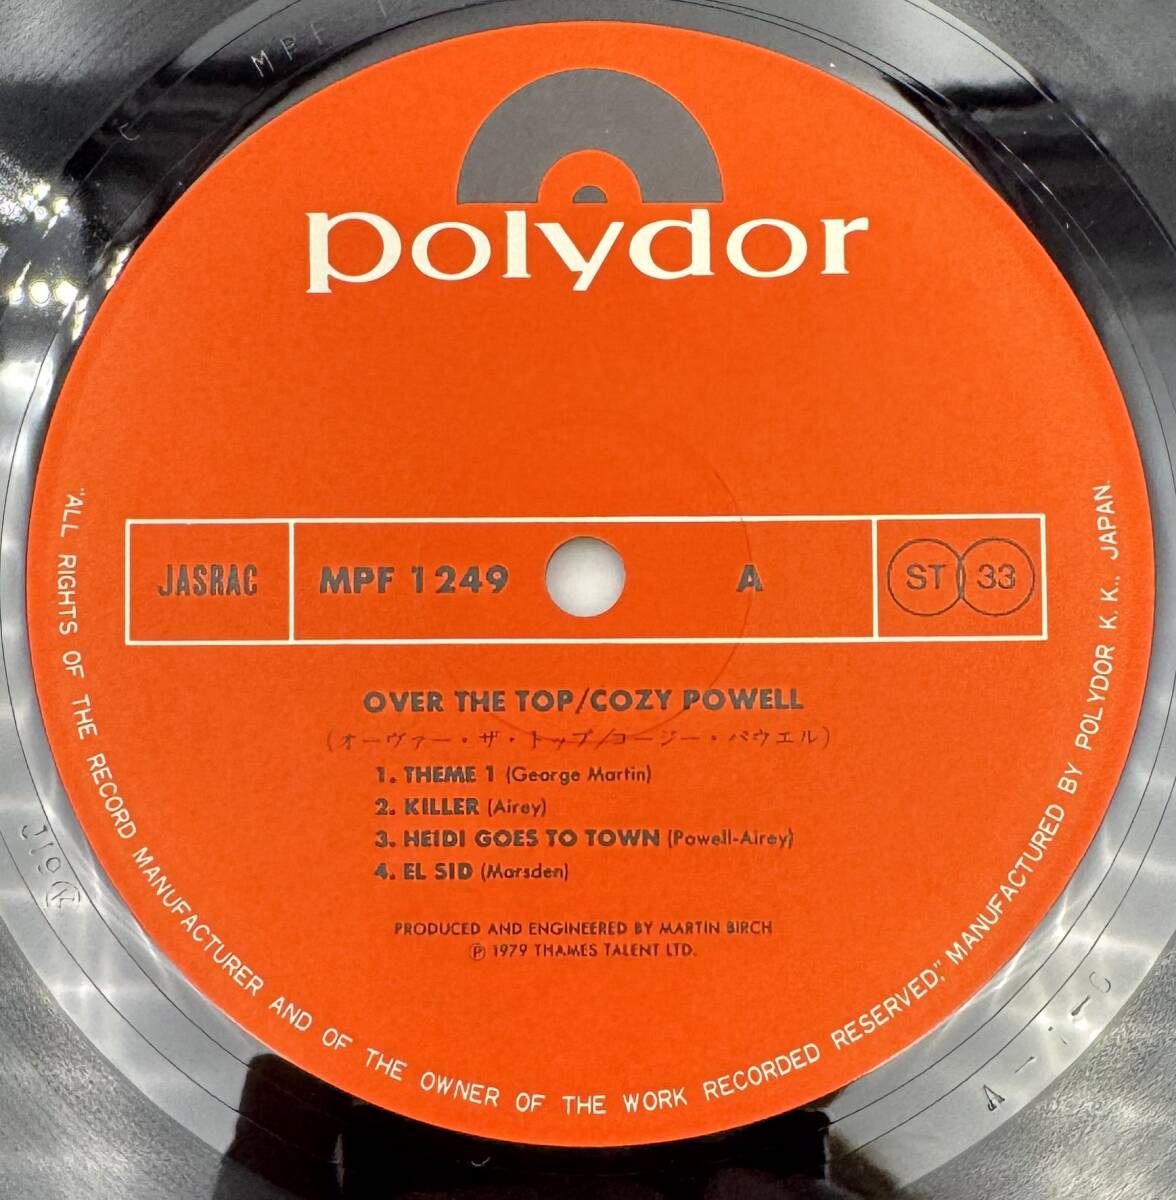 polydor
JASRAC
MPF 1249
A
ST 33
OVER THE TOP/COZY POWELL
(オーヴァー・ザ・トップ/コージー・パウエル)
1. THEME 1 (George Martin)
2. KILLER (Airey)
3. HEIDI GOES TO TOWN (Powell-Airey)
4. EL SID (Marsden)
PRODUCED AND ENGINEERED BY MARTIN BIRCH
℗ 1979 THAMES TALENT LTD.
"ALL RIGHTS OF THE RECORD MANUFACTURER AND OF THE OWNER OF THE WORK RECORDED RESERVED," MANUFACTURED BY POLYDOR K.K., JAPAN.
MPF